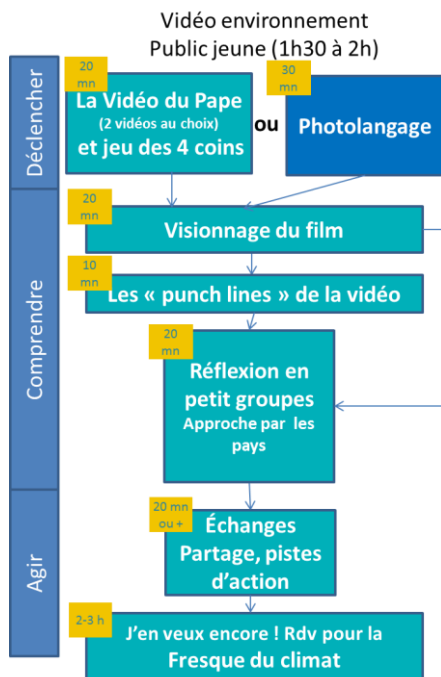 Vidéo environnement
Public jeune (1h30 à 2h)
Déclencher
20
mn
La Vidéo du Pape
(2 vidéos au choix)
et jeu des 4 coins
ou
30
mn
Photolangage
Comprendre
20
mn
Visionnage du film
10
mn
Les « punch lines » de la vidéo
20
mn
Réflexion en
petit groupes
Approche par les
pays
Agir
20 mn
ou +
Échanges
Partage, pistes
d'action
2-3 h
J'en veux encore ! Rdv pour la
Fresque du climat